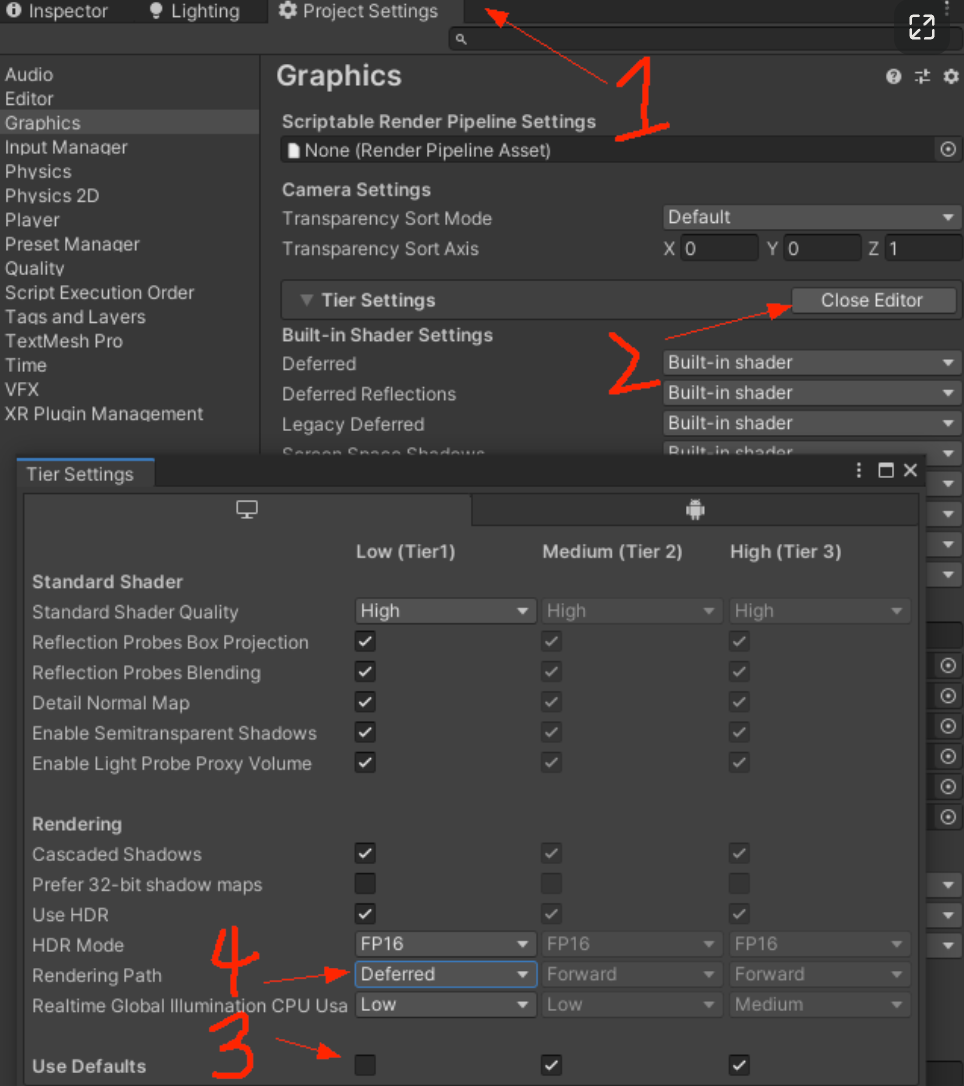 Inspector Lighting Project Settings
Audio
Editor
Graphics
Input Manager
Physics
Physics 2D
Player
Preset Manager
Quality
Script Execution Order
Tags and Layers
TextMesh Pro
Time
VFX
XR Plugin Management
Graphics
1
Scriptable Render Pipeline Settings
None (Render Pipeline Asset)
Camera Settings
Transparency Sort Mode Default
Transparency Sort Axis X 0 Y 0 Z 1
Tier Settings Close Editor
2
Built-in Shader Settings
Deferred Built-in shader
Deferred Reflections Built-in shader
Legacy Deferred Built-in shader
Screen Space Shadows Built-in shader
Tier Settings
Low (Tier1) Medium (Tier 2) High (Tier 3)
Standard Shader
Standard Shader Quality High High High
Reflection Probes Box Projection
Reflection Probes Blending
Detail Normal Map
Enable Semitransparent Shadows
Enable Light Probe Proxy Volume
Rendering
Cascaded Shadows
Prefer 32-bit shadow maps
Use HDR
HDR Mode FP16 FP16 FP16
4
Rendering Path Deferred Forward Forward
Realtime Global Illumination CPU Usa Low Low Medium
3
Use Defaults